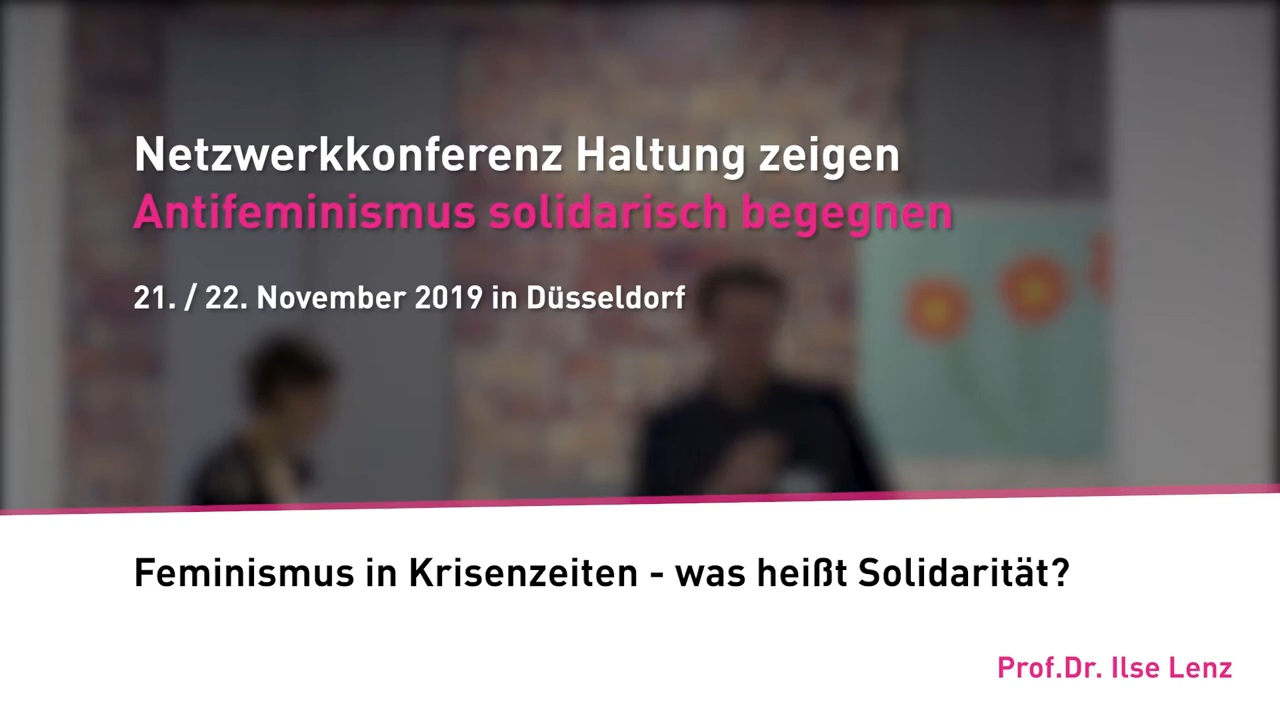 Netzwerkkonferenz Haltung zeigen
Antifeminismus solidarisch begegnen
21. / 22. November 2019 in Düsseldorf
Feminismus in Krisenzeiten - was heißt Solidarität?
Prof.Dr. Ilse Lenz